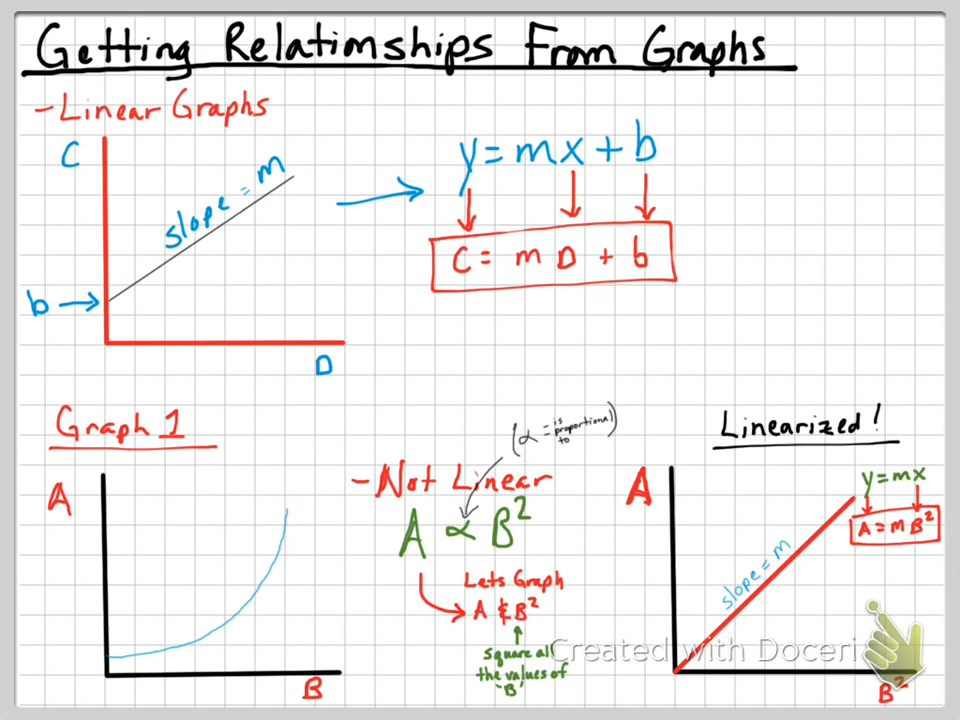 Getting Relatimships From Graphs
- Linear Graphs
C
slope = m
b →
D
y = mx + b
C = m D + b
Graph 1
A
B
(∝ = is proportional to)
- Not Linear
A ∝ B²
Lets Graph
A & B²
square all
the values of
"B"
Linearized!
A
slope = m
y = mx
A = m B²
B²
Created with Doceri